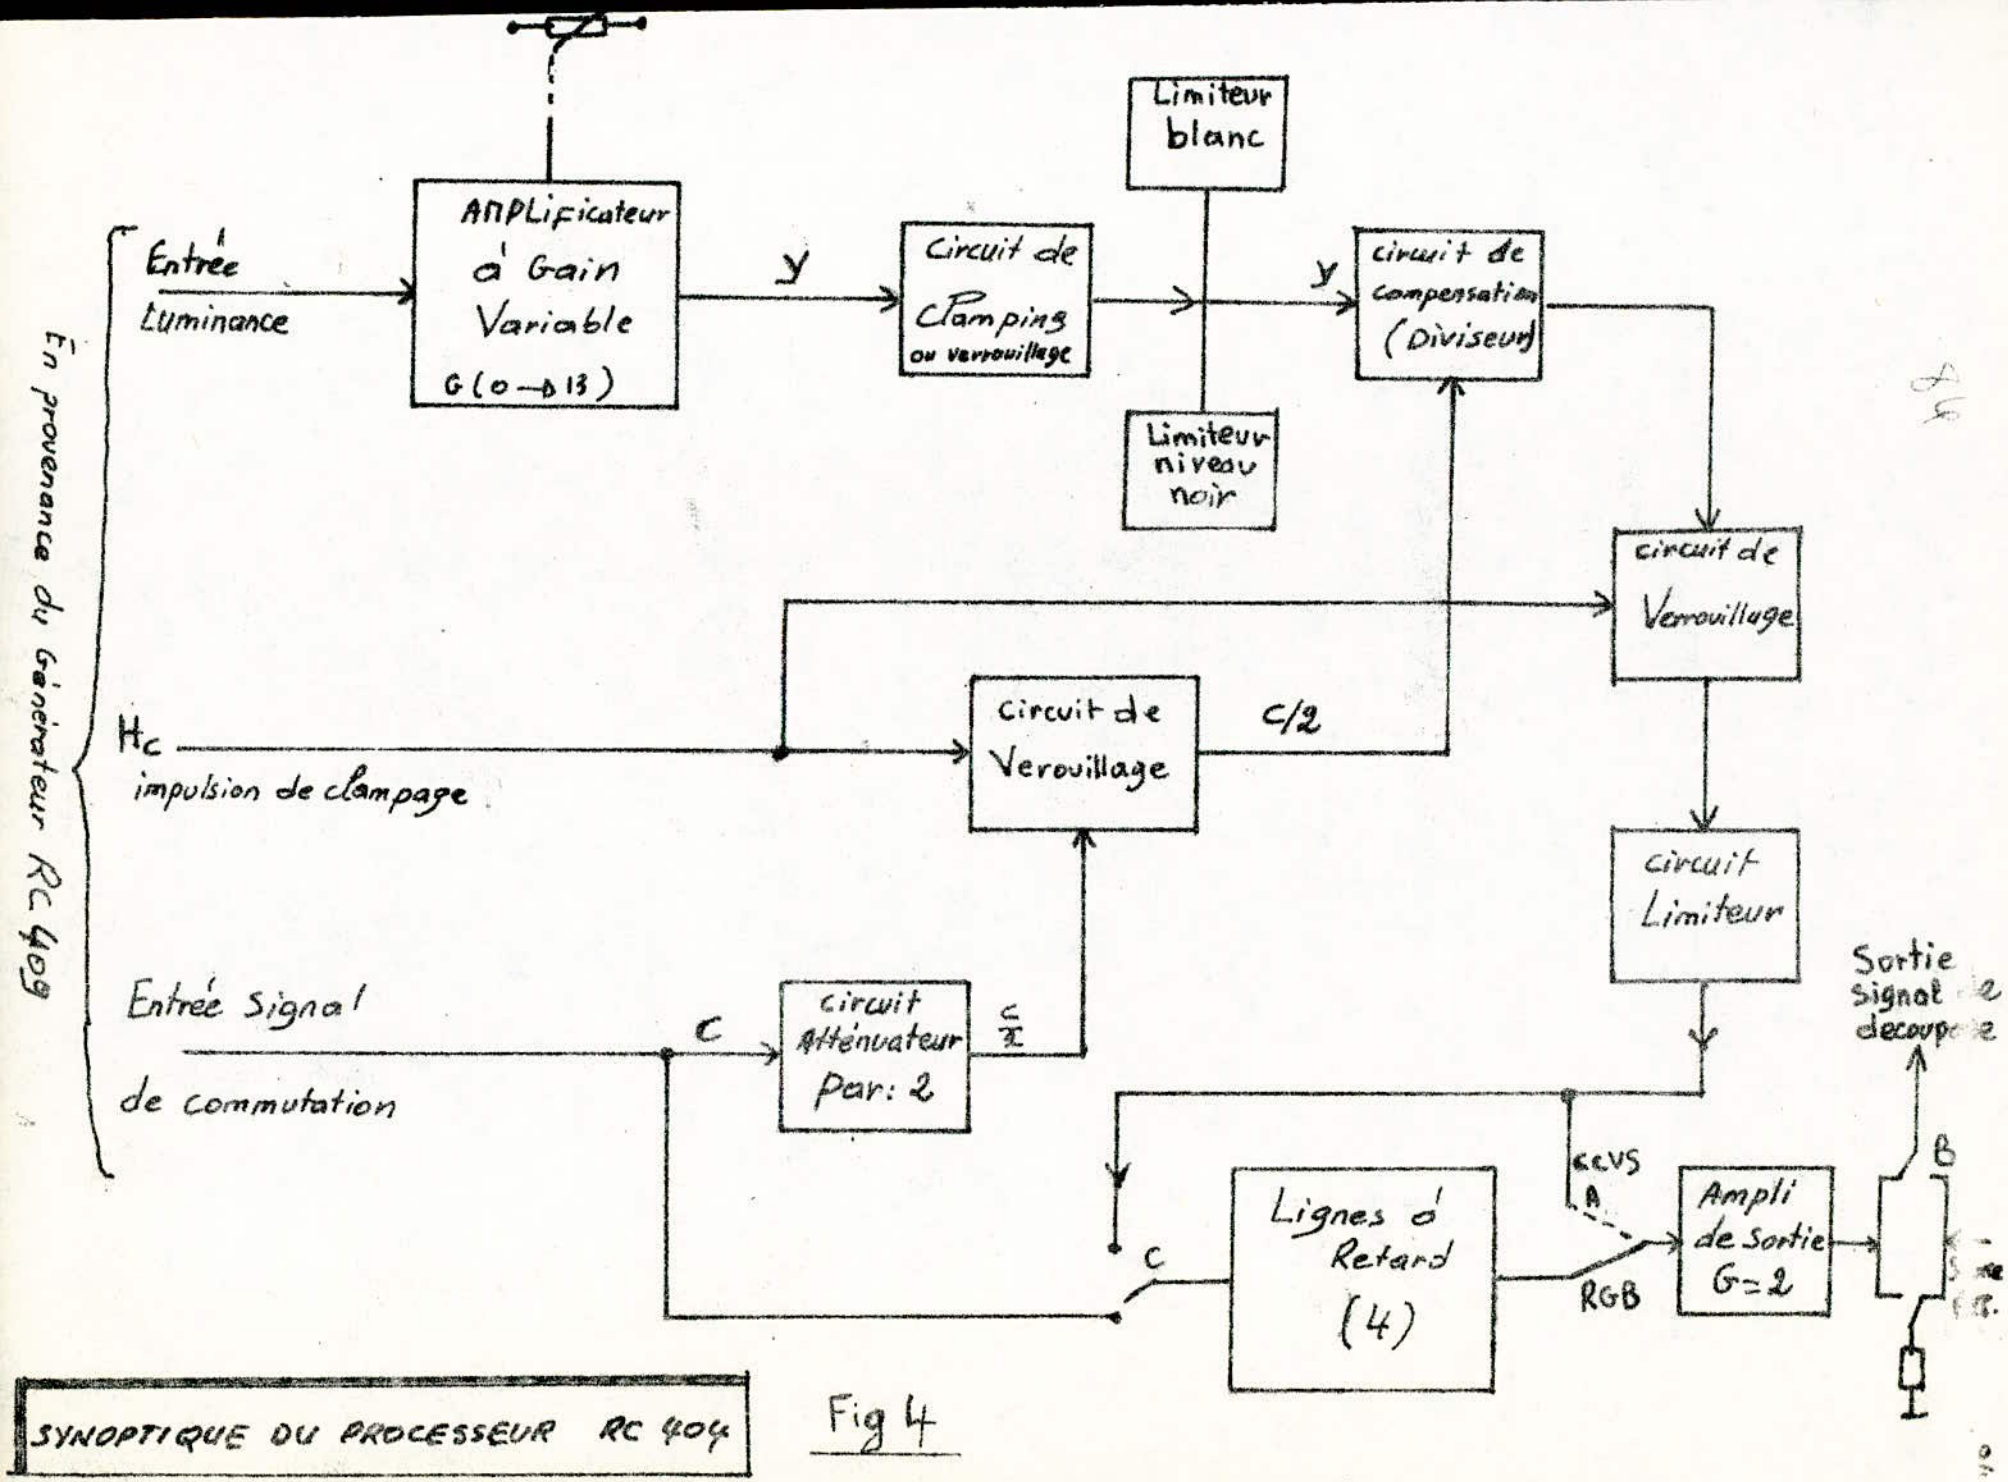 Limiteur
blanc
AMPLificateur
à Gain
Variable
G (0 → 13)
Entrée
Luminance
y
Circuit de
Clamping
ou verrouillage
y
circuit de
compensation
(Diviseur)
Limiteur
niveau
noir
En provenance du Générateur RC 409
circuit de
Verrouillage
Hc
impulsion de clampage
circuit de
Verouillage
C/2
circuit
Limiteur
Entrée Signal
de commutation
C
circuit
Atténuateur
Par: 2
Sortie
Signal
A
RGB
C
Lignes à
Retard
(4)
Ampli
de sortie
G=2
B
SYNOPTIQUE DU PROCESSEUR RC 404
Fig 4